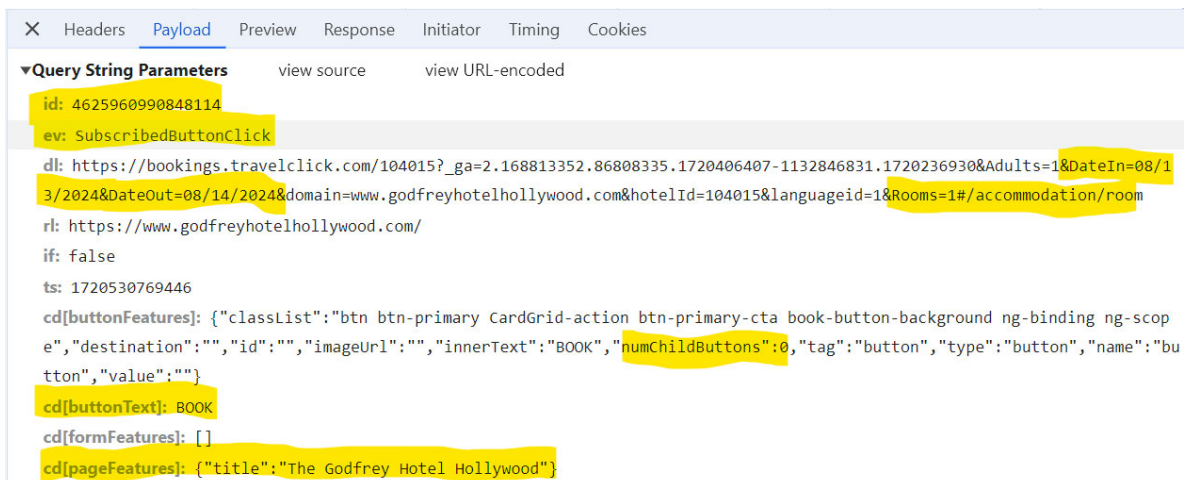 × Headers Payload Preview Response Initiator Timing Cookies
▼Query String Parameters view source view URL-encoded
id: 4625960990848114
ev: SubscribedButtonClick
dl: https://bookings.travelclick.com/104015?_ga=2.168813352.86808335.1720406407-1132846831.1720236930&Adults=1&DateIn=08/1
3/2024&DateOut=08/14/2024&domain=www.godfreyhotelhollywood.com&hotelId=104015&languageid=1&Rooms=1#/accommodation/room
rl: https://www.godfreyhotelhollywood.com/
if: false
ts: 1720530769446
cd[buttonFeatures]: {"classList":"btn btn-primary CardGrid-action btn-primary-cta book-button-background ng-binding ng-scop
e","destination":"","id":"","imageUrl":"","innerText":"BOOK","numChildButtons":0,"tag":"button","type":"button","name":"bu
tton","value":""}
cd[buttonText]: BOOK
cd[formFeatures]: []
cd[pageFeatures]: {"title":"The Godfrey Hotel Hollywood"}